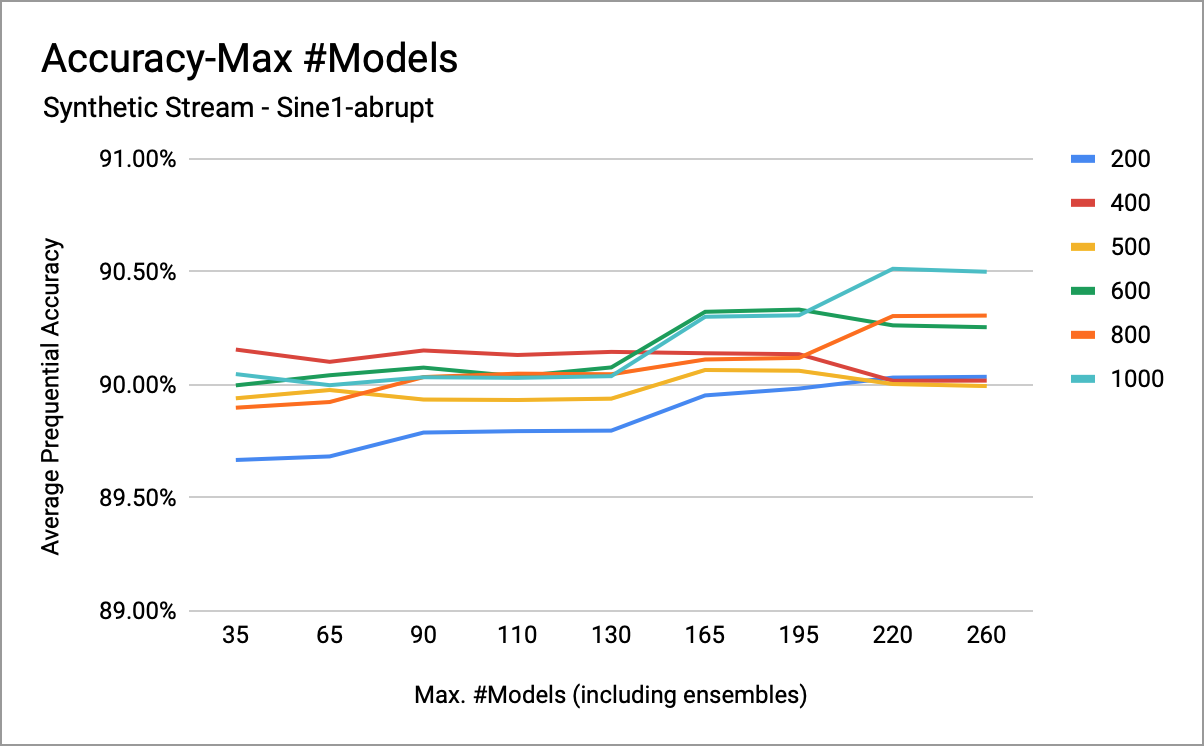 Accuracy-Max #Models
Synthetic Stream - Sine1-abrupt
Average Prequential Accuracy
91.00%
90.50%
90.00%
89.50%
89.00%
35 65 90 110 130 165 195 220 260
Max. #Models (including ensembles)
200
400
500
600
800
1000